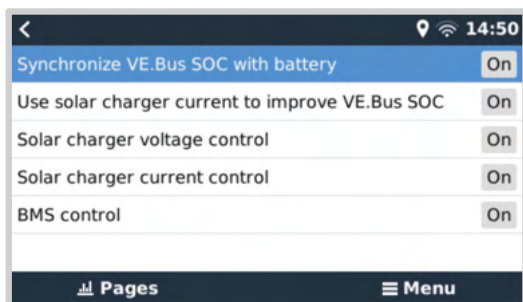 14:50
Synchronize VE.Bus SOC with battery On
Use solar charger current to improve VE.Bus SOC On
Solar charger voltage control On
Solar charger current control On
BMS control On
Pages Menu